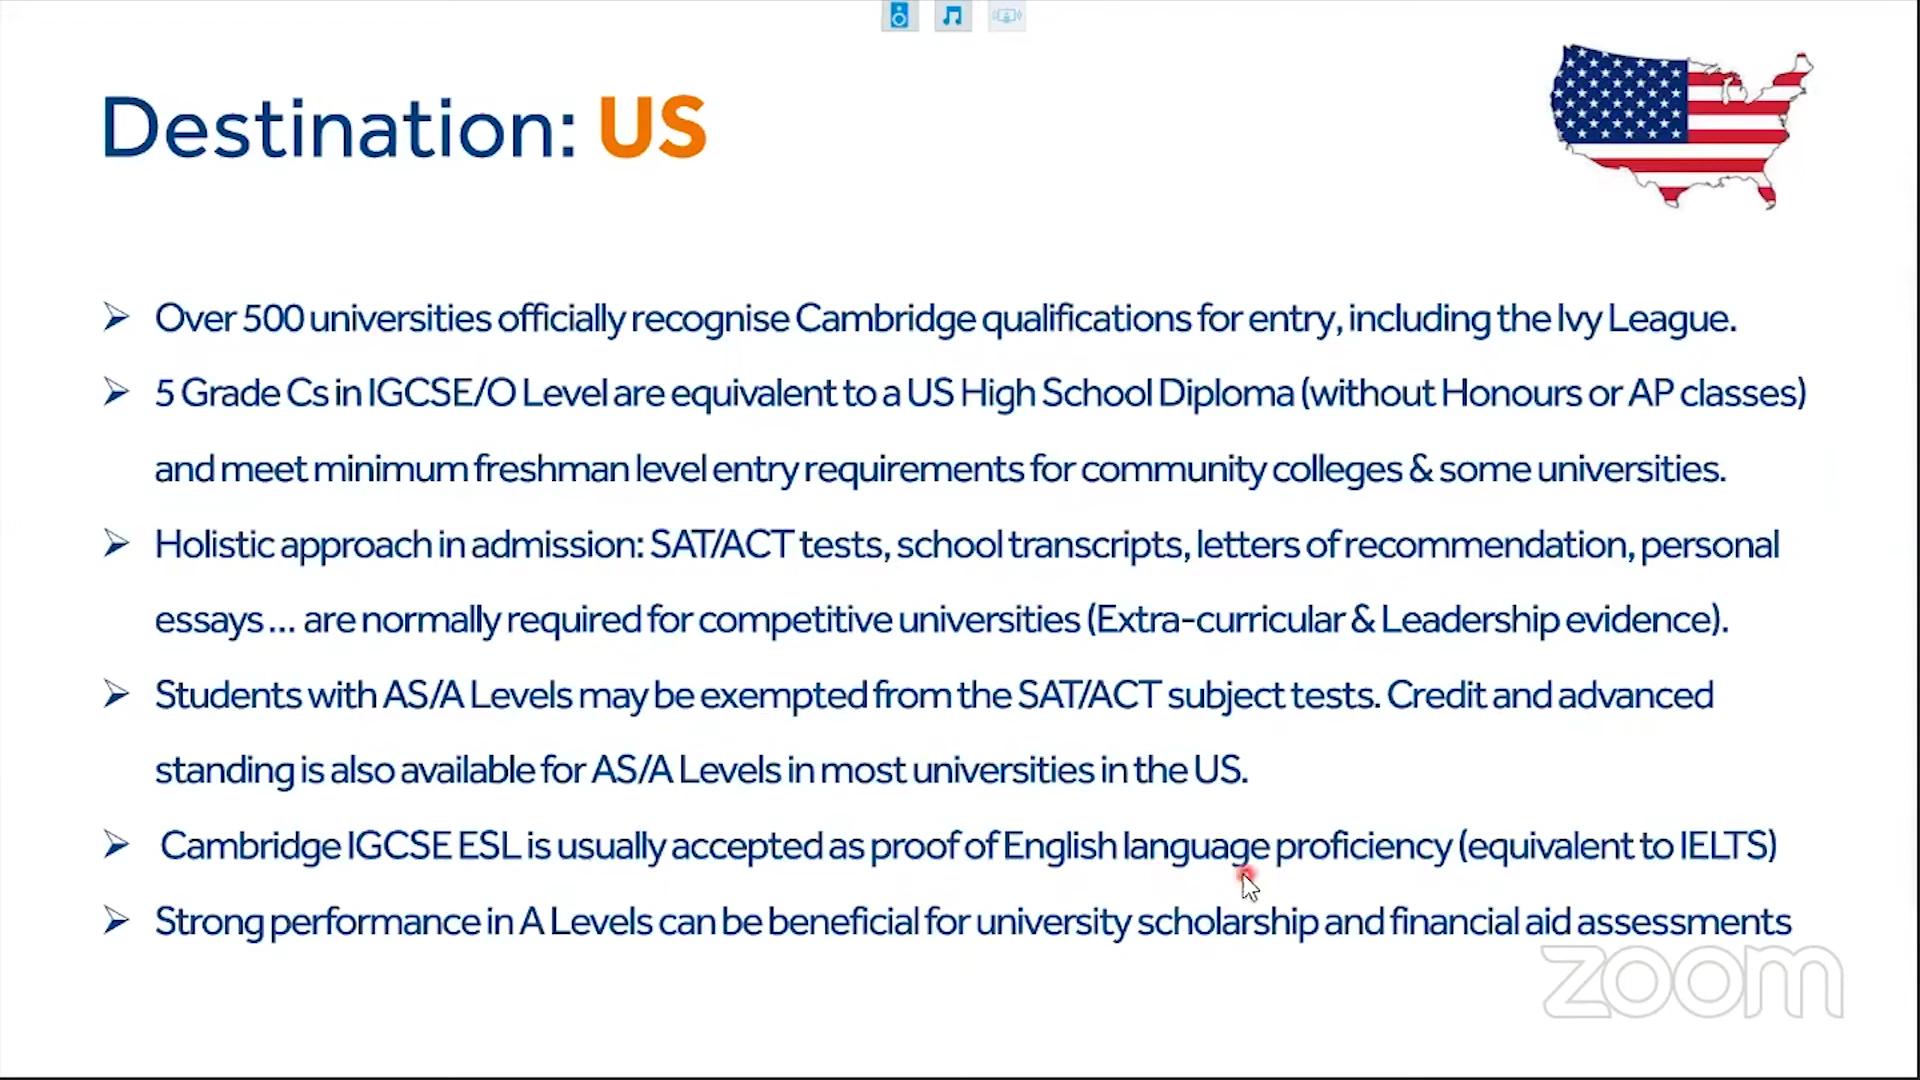 Destination: US
Over 500 universities officially recognise Cambridge qualifications for entry, including the Ivy League.
5 Grade Cs in IGCSE/O Level are equivalent to a US High School Diploma (without Honours or AP classes)
and meet minimum freshman level entry requirements for community colleges & some universities.
Holistic approach in admission: SAT/ACT tests, school transcripts, letters of recommendation, personal
essays ... are normally required for competitive universities (Extra-curricular & Leadership evidence).
Students with AS/A Levels may be exempted from the SAT/ACT subject tests. Credit and advanced
standing is also available for AS/A Levels in most universities in the US.
Cambridge IGCSE ESL is usually accepted as proof of English language proficiency (equivalent to IELTS)
Strong performance in A Levels can be beneficial for university scholarship and financial aid assessments
zoom